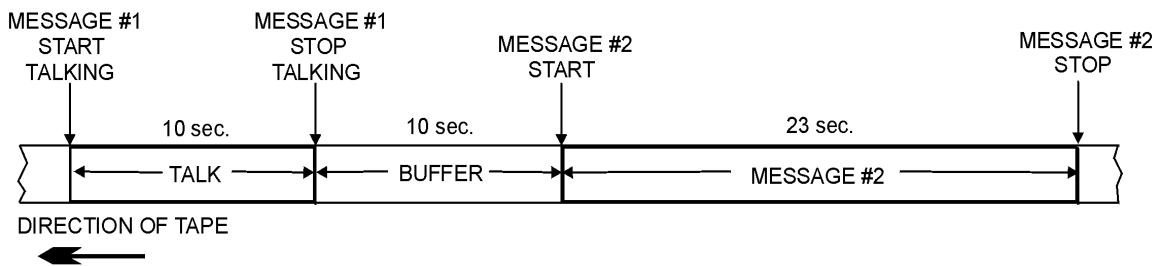 MESSAGE #1
START
TALKING
MESSAGE #1
STOP
TALKING
MESSAGE #2
START
MESSAGE #2
STOP
10 sec.
10 sec.
23 sec.
TALK
BUFFER
MESSAGE #2
DIRECTION OF TAPE